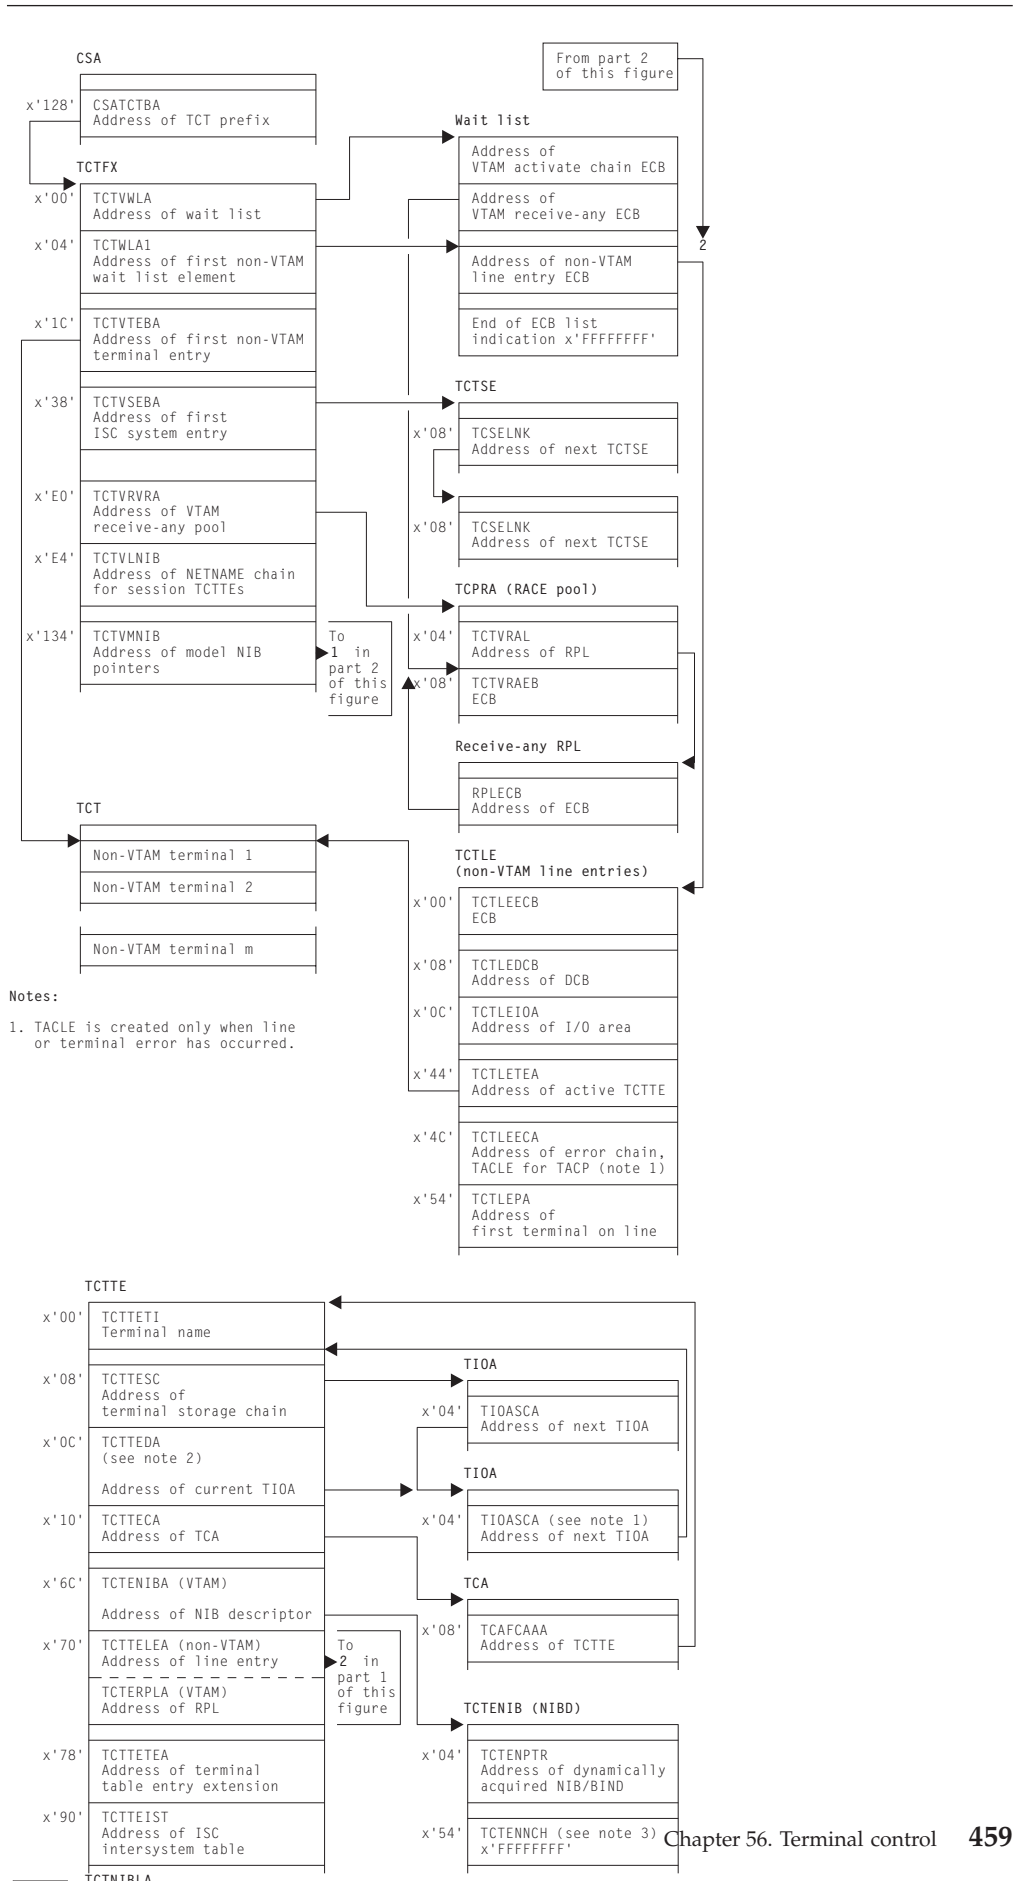 CSA
x'128'
CSATCTBA
Address of TCT prefix
TCTFX
x'00'
TCTVWLA
Address of wait list
x'04'
TCTWLA1
Address of first non-VTAM
wait list element
x'1C'
TCTVTEBA
Address of first non-VTAM
terminal entry
x'38'
TCTVSEBA
Address of first
ISC system entry
x'E0'
TCTVRVRA
Address of VTAM
receive-any pool
x'E4'
TCTVLNIB
Address of NETNAME chain
for session TCTTEs
x'134'
TCTVMNIB
Address of model NIB
pointers
To
1 in
part 2
of this
figure
TCT
Non-VTAM terminal 1
Non-VTAM terminal 2
Non-VTAM terminal m
Notes:
1. TACLE is created only when line
or terminal error has occurred.
From part 2
of this figure
2
Wait list
Address of
VTAM activate chain ECB
Address of
VTAM receive-any ECB
Address of non-VTAM
line entry ECB
End of ECB list
indication x'FFFFFFFF'
TCTSE
x'08'
TCSELNK
Address of next TCTSE
x'08'
TCSELNK
Address of next TCTSE
TCPRA (RACE pool)
x'04'
TCTVRAL
Address of RPL
x'08'
TCTVRAEB
ECB
Receive-any RPL
RPLECB
Address of ECB
TCTLE
(non-VTAM line entries)
x'00'
TCTLEECB
ECB
x'08'
TCTLEDCB
Address of DCB
x'0C'
TCTLEIOA
Address of I/O area
x'44'
TCTLETEA
Address of active TCTTE
x'4C'
TCTLEECA
Address of error chain,
TACLE for TACP (note 1)
x'54'
TCTLEPA
Address of
first terminal on line
TCTTE
x'00'
TCTTETI
Terminal name
x'08'
TCTTESC
Address of
terminal storage chain
x'0C'
TCTTEDA
(see note 2)
Address of current TIOA
x'10'
TCTTECA
Address of TCA
x'6C'
TCTENIBA (VTAM)
Address of NIB descriptor
x'70'
TCTTELEA (non-VTAM)
Address of line entry
TCTERPLA (VTAM)
Address of RPL
x'78'
TCTTETEA
Address of terminal
table entry extension
x'90'
TCTTEIST
Address of ISC
intersystem table
To
2 in
part 1
of this
figure
TIOA
x'04'
TIOASCA
Address of next TIOA
TIOA
x'04'
TIOASCA (see note 1)
Address of next TIOA
TCA
x'08'
TCAFCAAA
Address of TCTTE
TCTENIB (NIBD)
x'04'
TCTENPTR
Address of dynamically
acquired NIB/BIND
x'54'
TCTENNCH (see note 3)
x'FFFFFFFF'
Chapter 56. Terminal control 459
TCTNIBLA